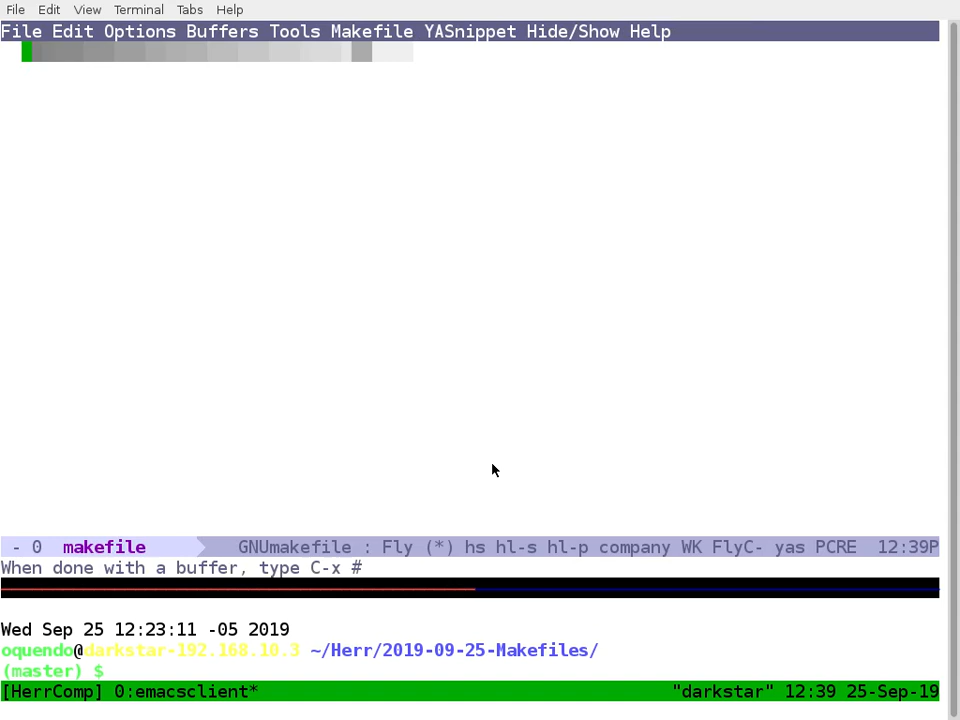 File Edit View Terminal Tabs Help
File Edit Options Buffers Tools Makefile YASnippet Hide/Show Help
- 0 makefile GNUmakefile : Fly (*) hs hl-s hl-p company WK FlyC- yas PCRE 12:39P
When done with a buffer, type C-x #
Wed Sep 25 12:23:11 -05 2019
oquendo@darkstar-192.168.10.3 ~/Herr/2019-09-25-Makefiles/
(master) $
[HerrComp] 0:emacsclient* "darkstar" 12:39 25-Sep-19